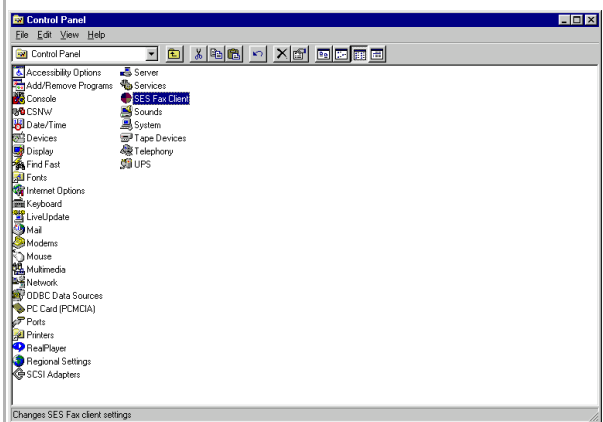 Control Panel
File Edit View Help
Control Panel
Accessibility Options
Add/Remove Programs
Console
CSNW
Date/Time
Devices
Display
Find Fast
Fonts
Internet Options
Keyboard
LiveUpdate
Mail
Modems
Mouse
Multimedia
Network
ODBC Data Sources
PC Card (PCMCIA)
Ports
Printers
RealPlayer
Regional Settings
SCSI Adapters
Server
Services
SES Fax Client
Sounds
System
Tape Devices
Telephony
UPS
Changes SES Fax client settings